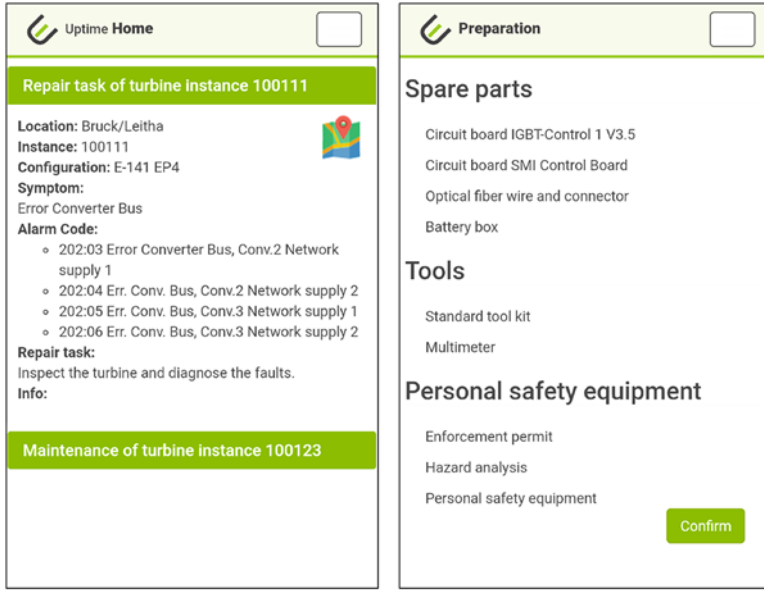 Uptime Home
Repair task of turbine instance 100111
Location: Bruck/Leitha
Instance: 100111
Configuration: E-141 EP4
Symptom:
Error Converter Bus
Alarm Code:
202:03 Error Converter Bus, Conv.2 Network
supply 1
202:04 Err. Conv. Bus, Conv.2 Network supply 2
202:05 Err. Conv. Bus, Conv.3 Network supply 1
202:06 Err. Conv. Bus, Conv.3 Network supply 2
Repair task:
Inspect the turbine and diagnose the faults.
Info:
Maintenance of turbine instance 100123
Preparation
Spare parts
Circuit board IGBT-Control 1 V3.5
Circuit board SMI Control Board
Optical fiber wire and connector
Battery box
Tools
Standard tool kit
Multimeter
Personal safety equipment
Enforcement permit
Hazard analysis
Personal safety equipment
Confirm